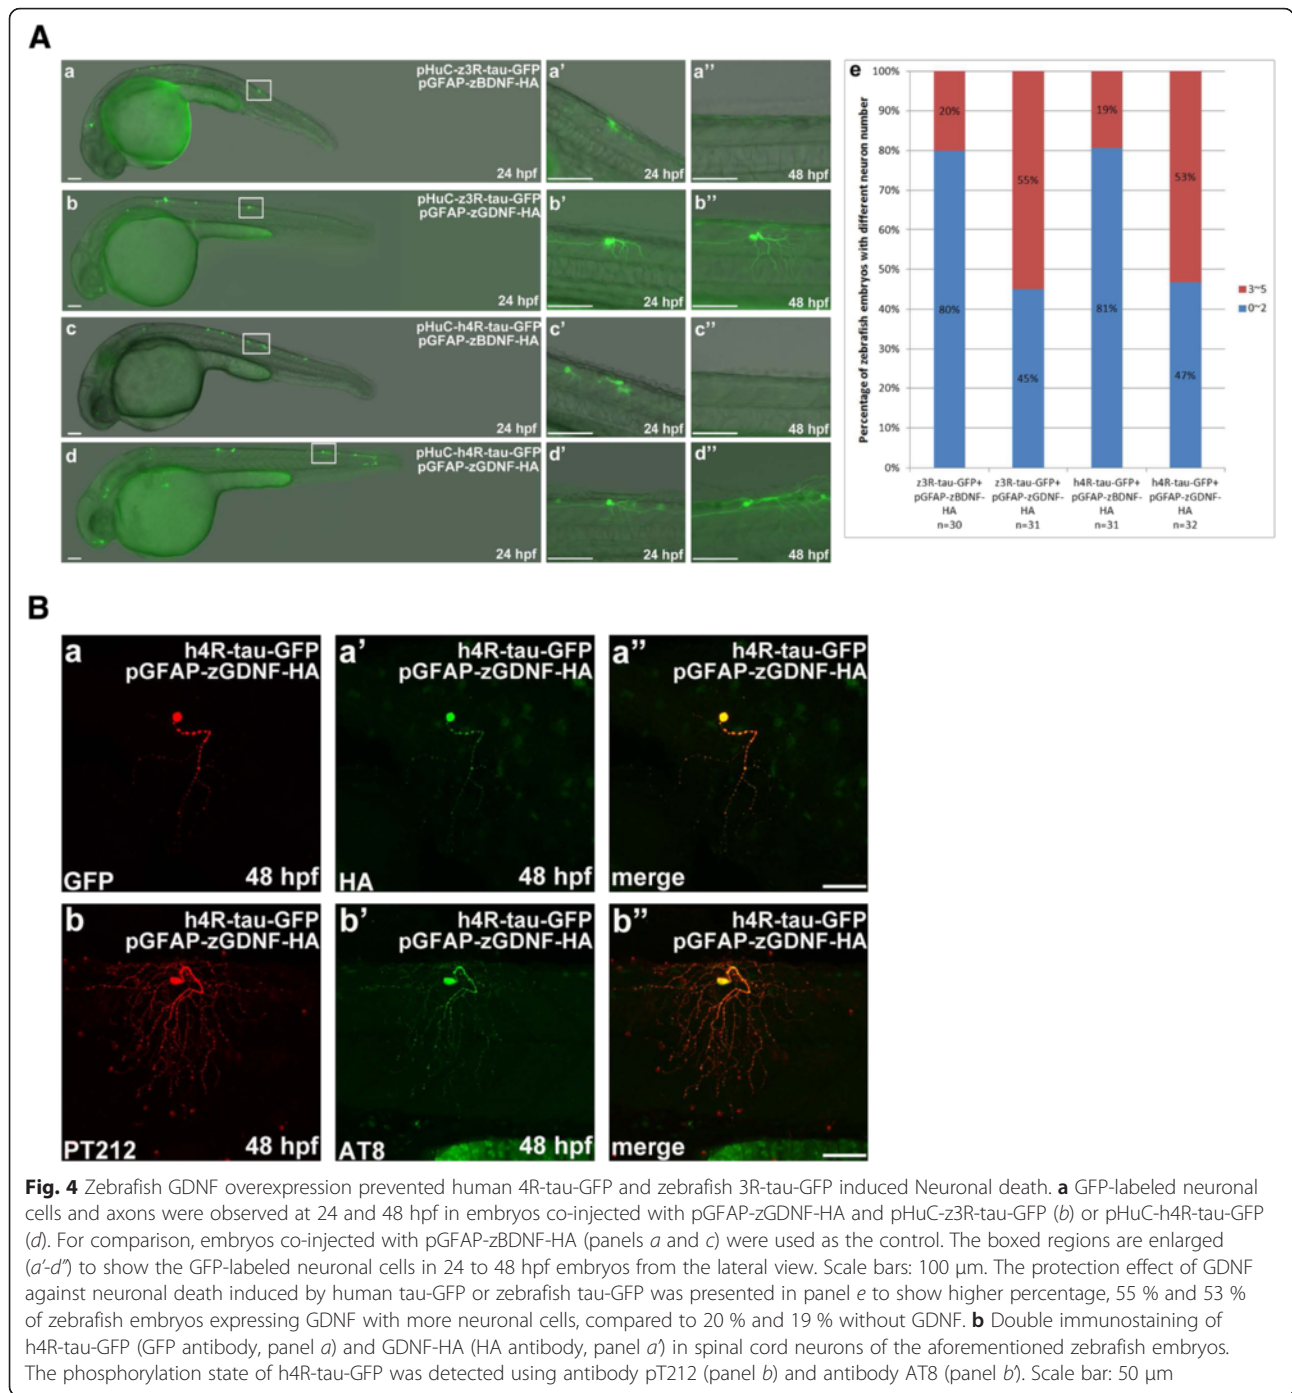 A
a
pHuC-z3R-tau-GFP
pGFAP-zBDNF-HA
24 hpf
a'
24 hpf
a''
48 hpf
b
pHuC-z3R-tau-GFP
pGFAP-zGDNF-HA
24 hpf
b'
24 hpf
b''
48 hpf
c
pHuC-h4R-tau-GFP
pGFAP-zBDNF-HA
24 hpf
c'
24 hpf
c''
48 hpf
d
pHuC-h4R-tau-GFP
pGFAP-zGDNF-HA
24 hpf
d'
24 hpf
d''
48 hpf
e
Percentage of zebrafish embryos with different neuron number
100%
90%
80%
70%
60%
50%
40%
30%
20%
10%
0%
20%
55%
19%
53%
80%
45%
81%
47%
3~5
0~2
z3R-tau-GFP+
pGFAP-zBDNF-
HA
n=30
z3R-tau-GFP+
pGFAP-zGDNF-
HA
n=31
h4R-tau-GFP+
pGFAP-zBDNF-
HA
n=31
h4R-tau-GFP+
pGFAP-zGDNF-
HA
n=32
B
a
h4R-tau-GFP
pGFAP-zGDNF-HA
GFP
48 hpf
a'
h4R-tau-GFP
pGFAP-zGDNF-HA
HA
48 hpf
a''
h4R-tau-GFP
pGFAP-zGDNF-HA
merge
b
h4R-tau-GFP
pGFAP-zGDNF-HA
PT212
48 hpf
b'
h4R-tau-GFP
pGFAP-zGDNF-HA
AT8
48 hpf
b''
h4R-tau-GFP
pGFAP-zGDNF-HA
merge
Fig. 4 Zebrafish GDNF overexpression prevented human 4R-tau-GFP and zebrafish 3R-tau-GFP induced Neuronal death. a GFP-labeled neuronal
cells and axons were observed at 24 and 48 hpf in embryos co-injected with pGFAP-zGDNF-HA and pHuC-z3R-tau-GFP (b) or pHuC-h4R-tau-GFP
(d). For comparison, embryos co-injected with pGFAP-zBDNF-HA (panels a and c) were used as the control. The boxed regions are enlarged
(a'-d'') to show the GFP-labeled neuronal cells in 24 to 48 hpf embryos from the lateral view. Scale bars: 100 μm. The protection effect of GDNF
against neuronal death induced by human tau-GFP or zebrafish tau-GFP was presented in panel e to show higher percentage, 55 % and 53 %
of zebrafish embryos expressing GDNF with more neuronal cells, compared to 20 % and 19 % without GDNF. b Double immunostaining of
h4R-tau-GFP (GFP antibody, panel a) and GDNF-HA (HA antibody, panel a') in spinal cord neurons of the aforementioned zebrafish embryos.
The phosphorylation state of h4R-tau-GFP was detected using antibody pT212 (panel b) and antibody AT8 (panel b'). Scale bar: 50 μm